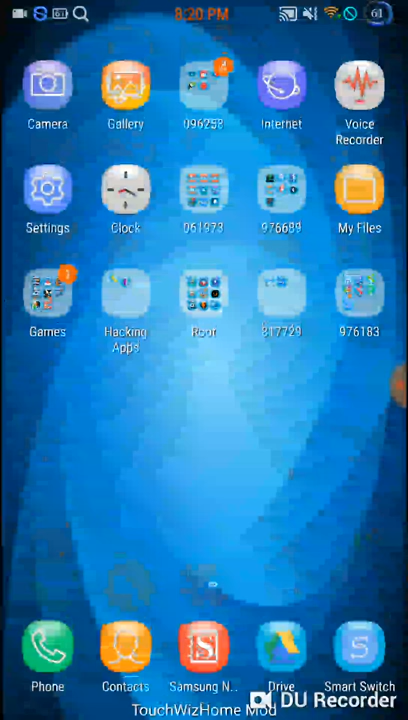 8:20 PM
61
Camera
Gallery
096253
Internet
Voice
Recorder
Settings
Clock
061973
976689
My Files
Games
Hacking
Apps
Root
817729
976183
Phone
Contacts
Samsung N..
Drive
Smart Switch
TouchWizHome Mod
DU Recorder